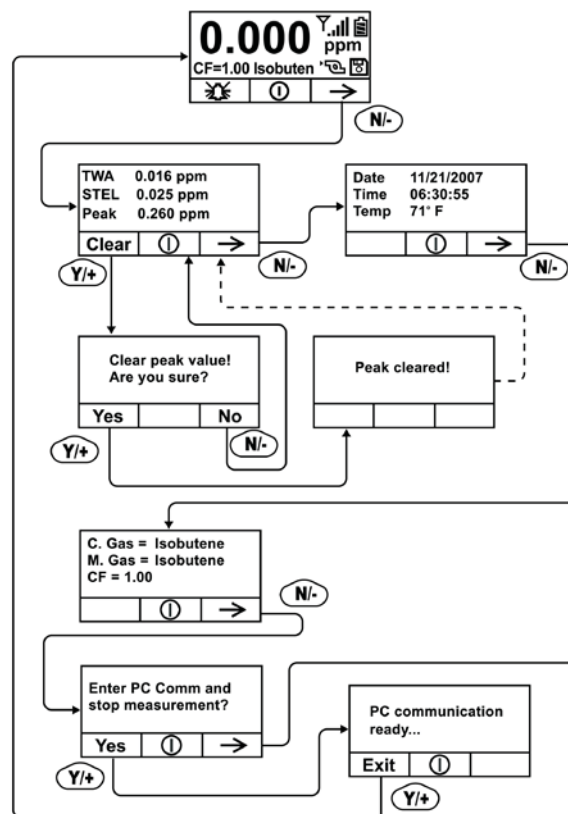 0.000
ppm
CF=1.00 Isobuten
N/-
TWA 0.016 ppm
STEL 0.025 ppm
Peak 0.260 ppm
Clear
N/-
Y/+
Date 11/21/2007
Time 06:30:55
Temp 71° F
N/-
Clear peak value!
Are you sure?
Yes No
Y/+
N/-
Peak cleared!
C. Gas = Isobutene
M. Gas = Isobutene
CF = 1.00
N/-
Enter PC Comm and
stop measurement?
Yes
Y/+
PC communication
ready...
Exit
Y/+